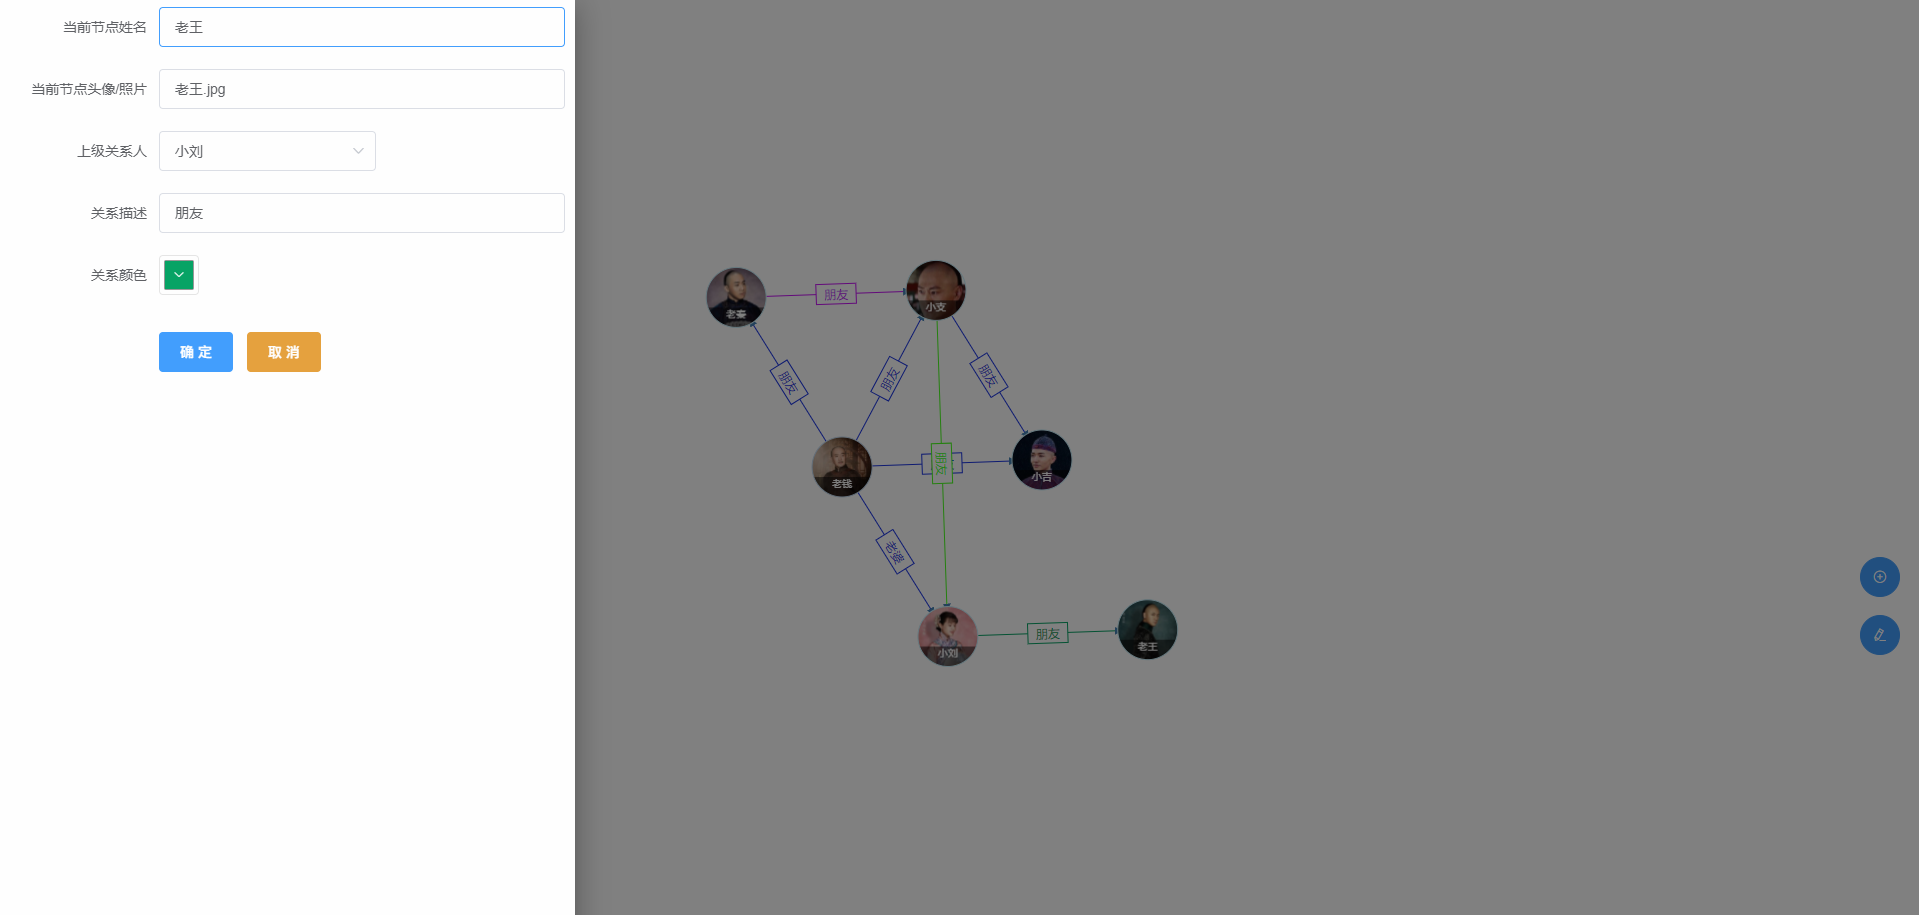 当前节点姓名 老王
当前节点头像/照片 老王.jpg
上级关系人 小刘
关系描述 朋友
关系颜色
确 定 取 消
老秦 朋友 小支
朋友 朋友 朋友
老钱 朋友 小吉
老婆
小刘 朋友 老王